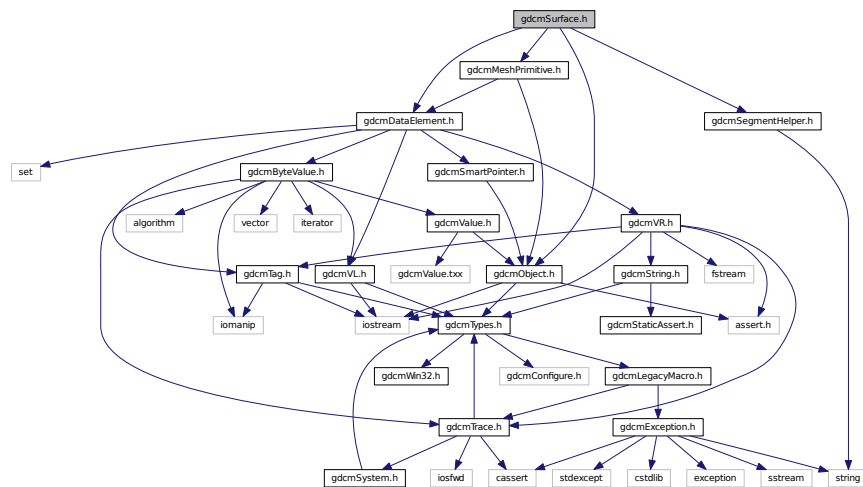 gdcmSurface.h
gdcmMeshPrimitive.h
gdcmDataElement.h
gdcmSegmentHelper.h
set
gdcmByteValue.h
gdcmSmartPointer.h
algorithm
vector
iterator
gdcmValue.h
gdcmVR.h
gdcmTag.h
gdcmVL.h
gdcmValue.txx
gdcmObject.h
gdcmString.h
fstream
iomanip
iostream
gdcmTypes.h
gdcmStaticAssert.h
assert.h
gdcmWin32.h
gdcmConfigure.h
gdcmLegacyMacro.h
gdcmTrace.h
gdcmException.h
gdcmSystem.h
iosfwd
cassert
stdexcept
cstdlib
exception
sstream
string